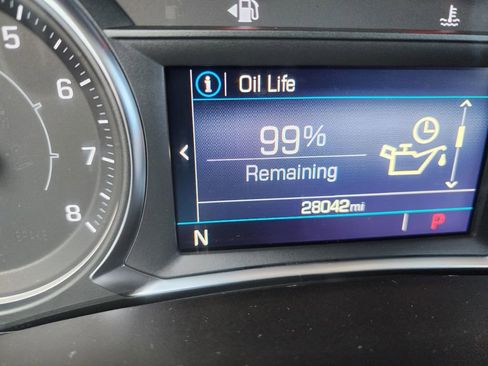 5
6
7
8
i Oil Life
99%
Remaining
28042mi
N P